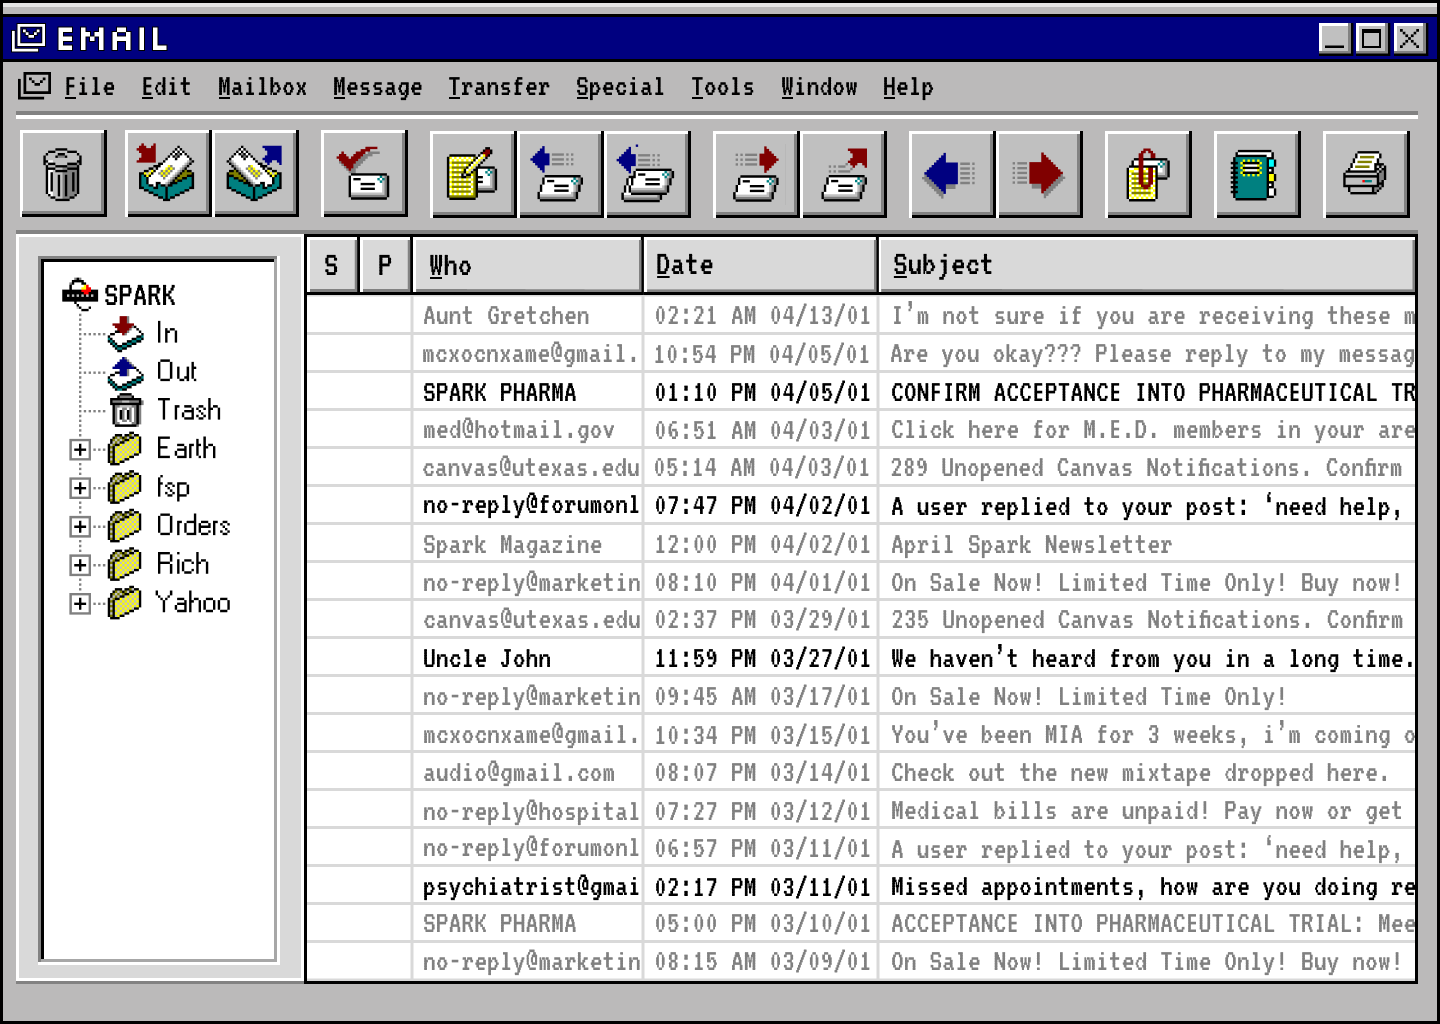 EMAIL
File Edit Mailbox Message Transfer Special Tools Window Help
S P Who Date Subject
SPARK
In
Out
Trash
Earth
fsp
Orders
Rich
Yahoo
Aunt Gretchen 02:21 AM 04/13/01 I'm not sure if you are receiving these m
mcxocnxame@gmail. 10:54 PM 04/05/01 Are you okay??? Please reply to my messag
SPARK PHARMA 01:10 PM 04/05/01 CONFIRM ACCEPTANCE INTO PHARMACEUTICAL TR
med@hotmail.gov 06:51 AM 04/03/01 Click here for M.E.D. members in your are
canvas@utexas.edu 05:14 AM 04/03/01 289 Unopened Canvas Notifications. Confirm
no-reply@forumonl 07:47 PM 04/02/01 A user replied to your post: ‘need help,
Spark Magazine 12:00 PM 04/02/01 April Spark Newsletter
no-reply@marketin 08:10 PM 04/01/01 On Sale Now! Limited Time Only! Buy now!
canvas@utexas.edu 02:37 PM 03/29/01 235 Unopened Canvas Notifications. Confirm
Uncle John 11:59 PM 03/27/01 We haven't heard from you in a long time.
no-reply@marketin 09:45 AM 03/17/01 On Sale Now! Limited Time Only!
mcxocnxame@gmail. 10:34 PM 03/15/01 You've been MIA for 3 weeks, i'm coming o
audio@gmail.com 08:07 PM 03/14/01 Check out the new mixtape dropped here.
no-reply@hospital 07:27 PM 03/12/01 Medical bills are unpaid! Pay now or get
no-reply@forumonl 06:57 PM 03/11/01 A user replied to your post: ‘need help,
psychiatrist@gmai 02:17 PM 03/11/01 Missed appointments, how are you doing re
SPARK PHARMA 05:00 PM 03/10/01 ACCEPTANCE INTO PHARMACEUTICAL TRIAL: Mee
no-reply@marketin 08:15 AM 03/09/01 On Sale Now! Limited Time Only! Buy now!